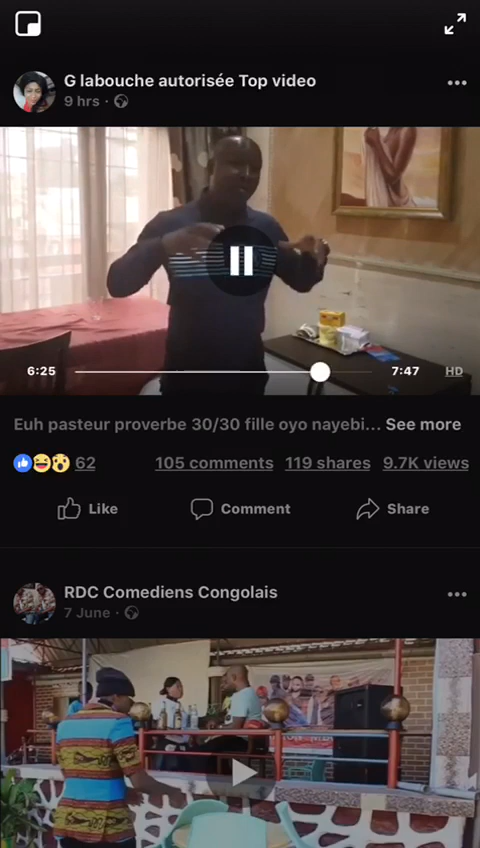 G labouche autorisée Top video
9 hrs ·
6:25
7:47
HD
Euh pasteur proverbe 30/30 fille oyo nayebi... See more
62
105 comments 119 shares 9.7K views
Like
Comment
Share
RDC Comediens Congolais
7 June ·